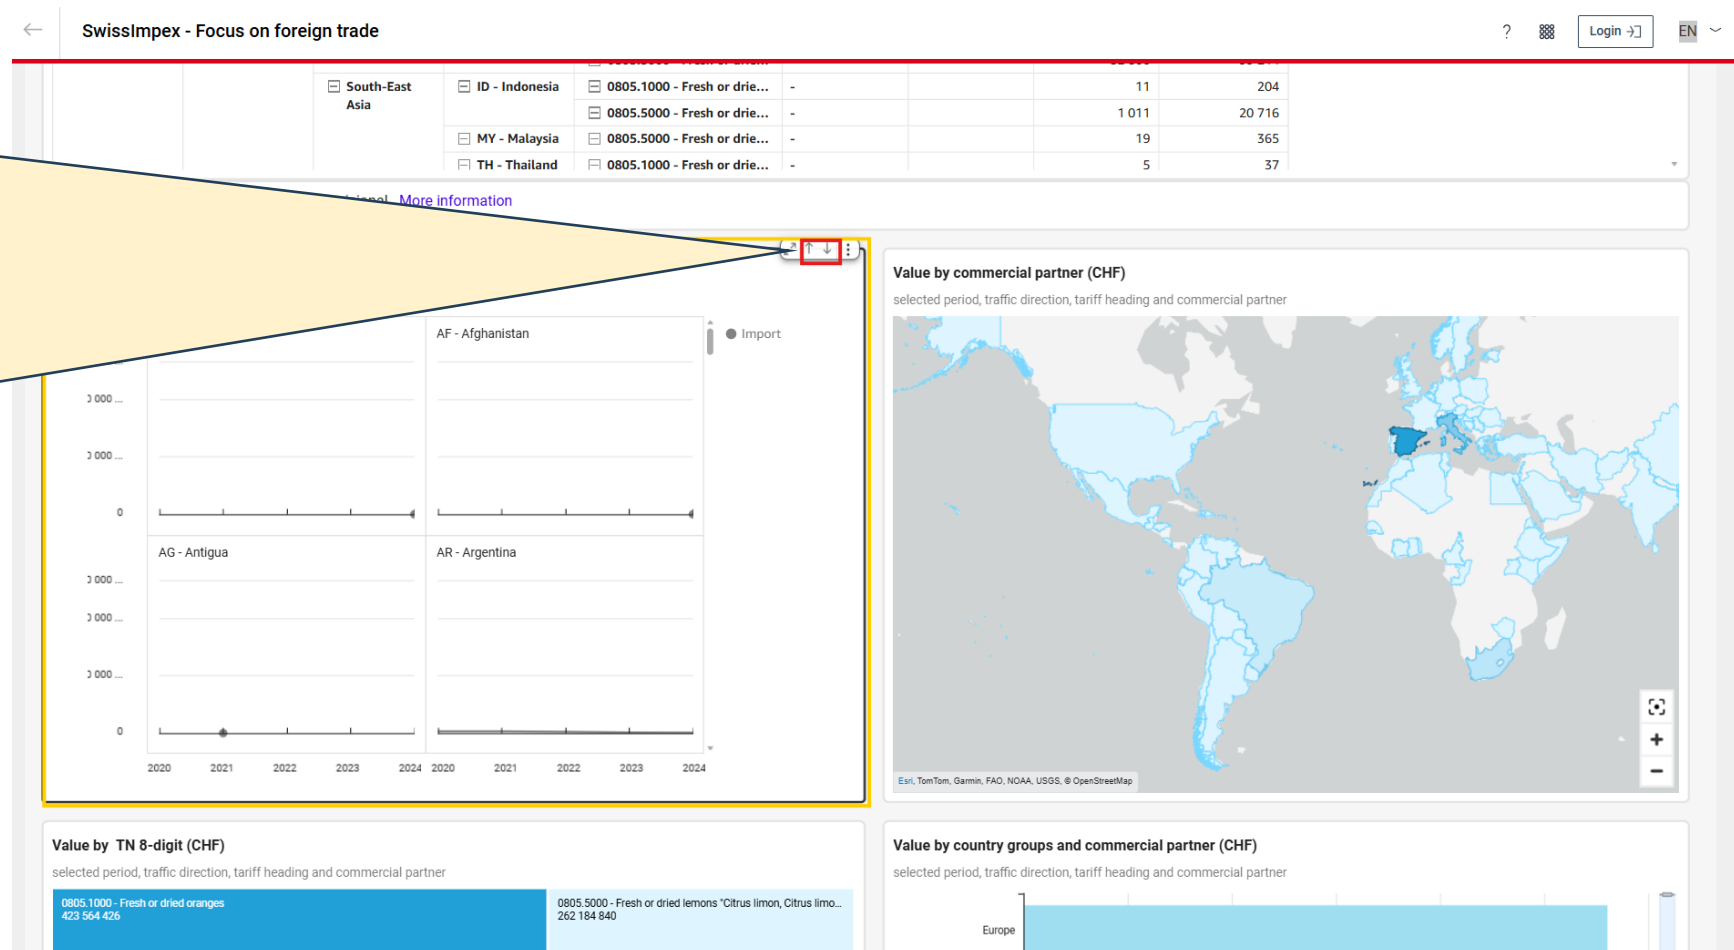 SwissImpex - Focus on foreign trade
?
Login
EN
South-East Asia
ID - Indonesia
0805.1000 - Fresh or drie...
-
11
204
0805.5000 - Fresh or drie...
-
1 011
20 716
MY - Malaysia
0805.5000 - Fresh or drie...
-
19
365
TH - Thailand
0805.1000 - Fresh or drie...
-
5
37
More information
AF - Afghanistan
Import
0
AG - Antigua
AR - Argentina
0
2020
2021
2022
2023
2024
2020
2021
2022
2023
2024
Value by commercial partner (CHF)
selected period, traffic direction, tariff heading and commercial partner
Esri, TomTom, Garmin, FAO, NOAA, USGS, © OpenStreetMap
Value by TN 8-digit (CHF)
selected period, traffic direction, tariff heading and commercial partner
0805.1000 - Fresh or dried oranges
423 564 426
0805.5000 - Fresh or dried lemons "Citrus limon, Citrus limo...
262 184 840
Value by country groups and commercial partner (CHF)
selected period, traffic direction, tariff heading and commercial partner
Europe